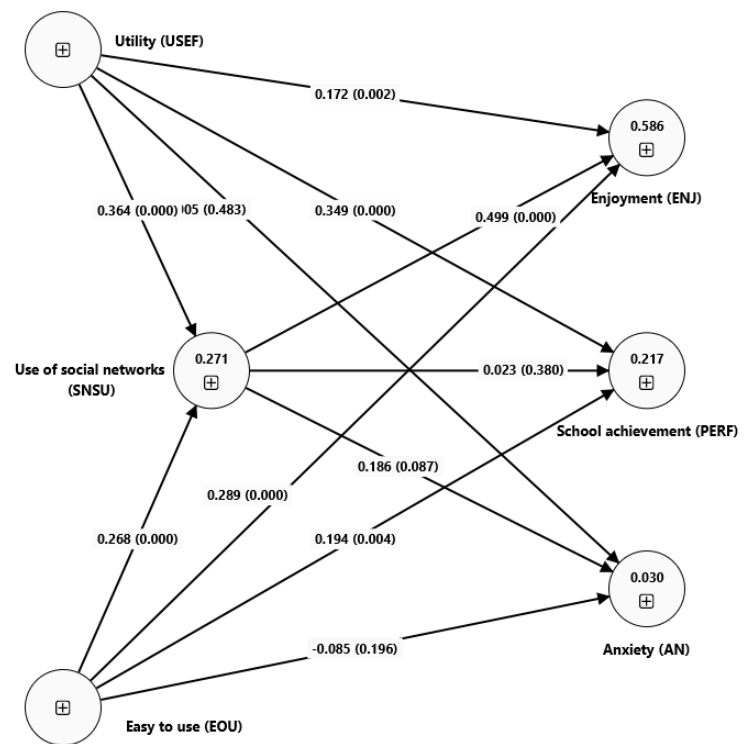 Utility (USEF)
0.172 (0.002)
0.586
Enjoyment (ENJ)
0.364 (0.000)
05 (0.483)
0.349 (0.000)
0.499 (0.000)
0.271
Use of social networks
(SNSU)
0.023 (0.380)
0.217
School achievement (PERF)
0.186 (0.087)
0.289 (0.000)
0.268 (0.000)
0.194 (0.004)
0.030
-0.085 (0.196)
Anxiety (AN)
Easy to use (EOU)